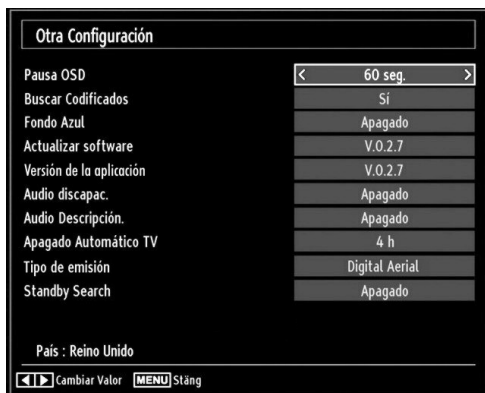 Otra Configuración
Pausa OSD < 60 seg. >
Buscar Codificados Sí
Fondo Azul Apagado
Actualizar software V.0.2.7
Versión de la aplicación V.0.2.7
Audio discapac. Apagado
Audio Descripción. Apagado
Apagado Automático TV 4 h
Tipo de emisión Digital Aerial
Standby Search Apagado
País : Reino Unido
Cambiar Valor MENU Stäng